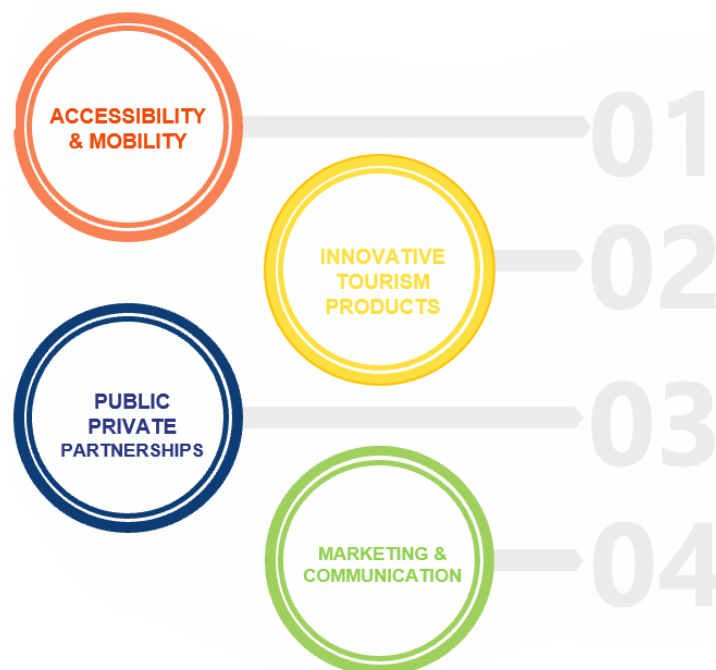 ACCESSIBILITY
& MOBILITY
01
INNOVATIVE
TOURISM
PRODUCTS
02
PUBLIC
PRIVATE
PARTNERSHIPS
03
MARKETING &
COMMUNICATION
04